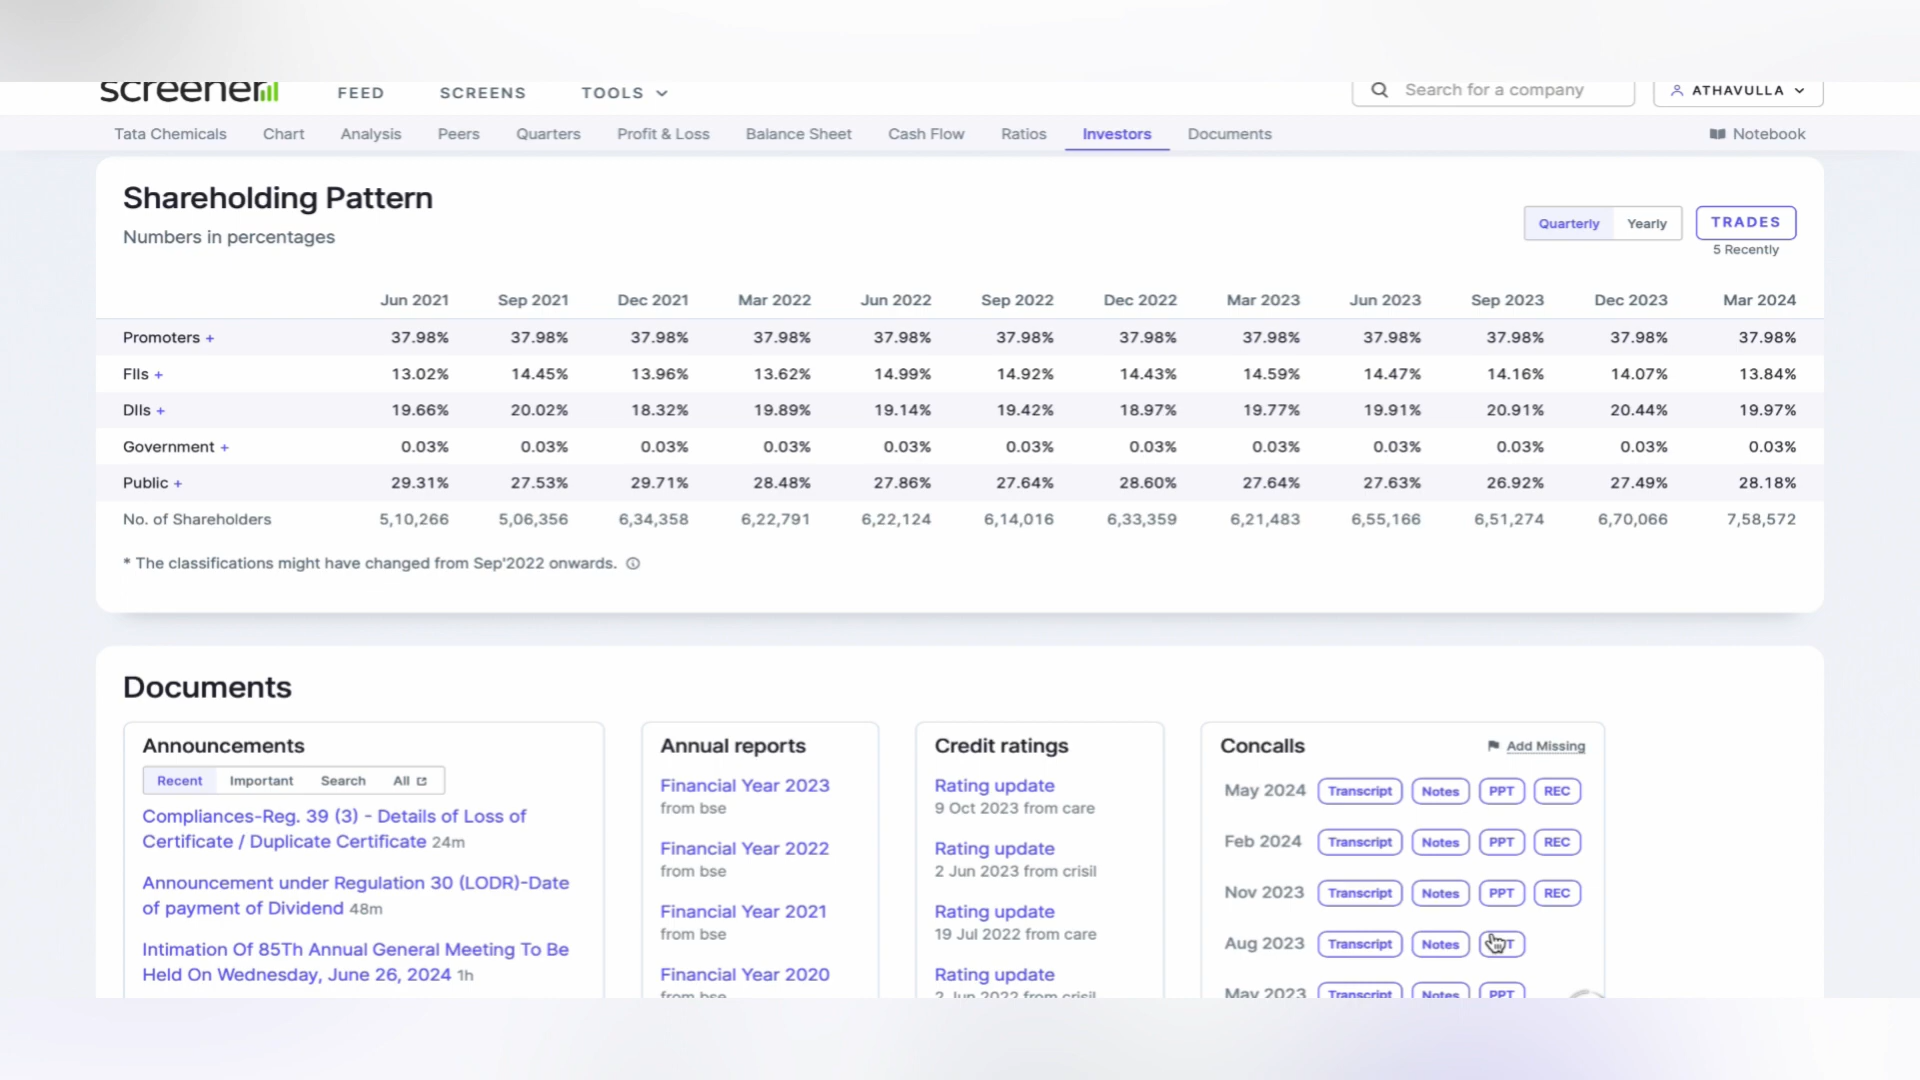 screener
FEED SCREENS TOOLS
Search for a company
ATHAVULLA
Tata Chemicals Chart Analysis Peers Quarters Profit & Loss Balance Sheet Cash Flow Ratios Investors Documents Notebook
Shareholding Pattern
Numbers in percentages
Quarterly Yearly
TRADES
5 Recently
Jun 2021 Sep 2021 Dec 2021 Mar 2022 Jun 2022 Sep 2022 Dec 2022 Mar 2023 Jun 2023 Sep 2023 Dec 2023 Mar 2024
Promoters + 37.98% 37.98% 37.98% 37.98% 37.98% 37.98% 37.98% 37.98% 37.98% 37.98% 37.98% 37.98%
FIIs + 13.02% 14.45% 13.96% 13.62% 14.99% 14.92% 14.43% 14.59% 14.47% 14.16% 14.07% 13.84%
DIIs + 19.66% 20.02% 18.32% 19.89% 19.14% 19.42% 18.97% 19.77% 19.91% 20.91% 20.44% 19.97%
Government + 0.03% 0.03% 0.03% 0.03% 0.03% 0.03% 0.03% 0.03% 0.03% 0.03% 0.03% 0.03%
Public + 29.31% 27.53% 29.71% 28.48% 27.86% 27.64% 28.60% 27.64% 27.63% 26.92% 27.49% 28.18%
No. of Shareholders 5,10,266 5,06,356 6,34,358 6,22,791 6,22,124 6,14,016 6,33,359 6,21,483 6,55,166 6,51,274 6,70,066 7,58,572
* The classifications might have changed from Sep'2022 onwards.
Documents
Announcements
Recent Important Search All
Compliances-Reg. 39 (3) - Details of Loss of
Certificate / Duplicate Certificate 24m
Announcement under Regulation 30 (LODR)-Date
of payment of Dividend 48m
Intimation Of 85Th Annual General Meeting To Be
Held On Wednesday, June 26, 2024 1h
Annual reports
Financial Year 2023
from bse
Financial Year 2022
from bse
Financial Year 2021
from bse
Financial Year 2020
from bse
Credit ratings
Rating update
9 Oct 2023 from care
Rating update
2 Jun 2023 from crisil
Rating update
19 Jul 2022 from care
Rating update
2 Jun 2022 from crisil
Concalls
Add Missing
May 2024 Transcript Notes PPT REC
Feb 2024 Transcript Notes PPT REC
Nov 2023 Transcript Notes PPT REC
Aug 2023 Transcript Notes
May 2023 Transcript Notes PPT